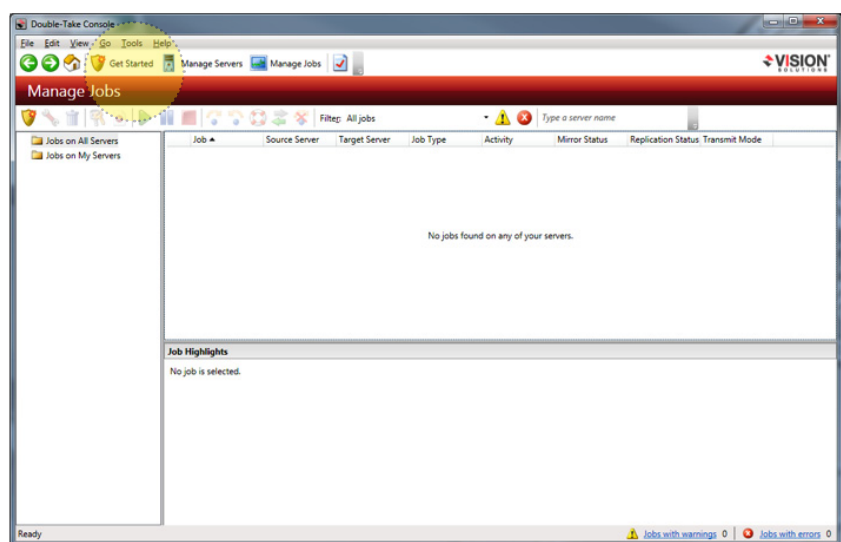 Double-Take Console
File Edit View Go Tools Help
Get Started Manage Servers Manage Jobs
VISION
SOLUTIONS
Manage Jobs
Filter: All jobs Type a server name
Jobs on All Servers
Jobs on My Servers
Job Source Server Target Server Job Type Activity Mirror Status Replication Status Transmit Mode
No jobs found on any of your servers.
Job Highlights
No job is selected.
Ready Jobs with warnings 0 Jobs with errors 0